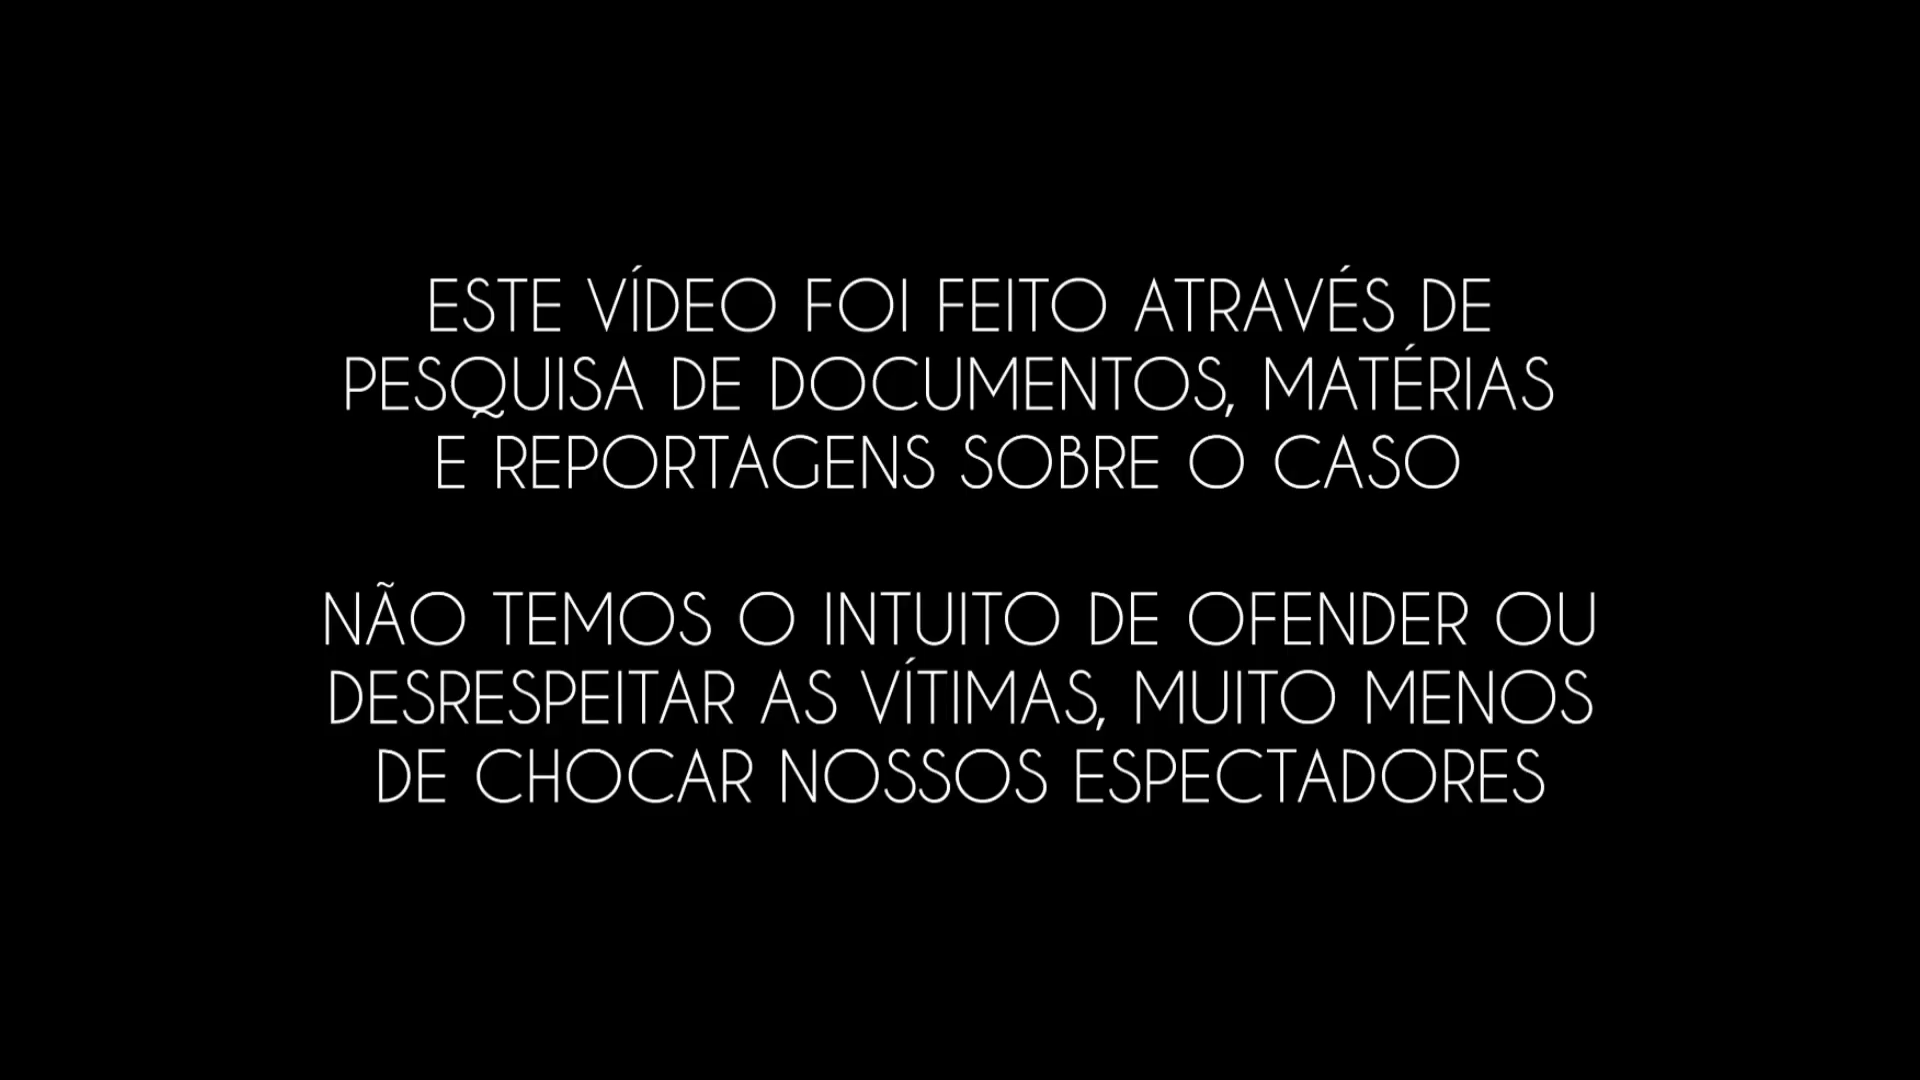 ESTE VÍDEO FOI FEITO ATRAVÉS DE
PESQUISA DE DOCUMENTOS, MATÉRIAS
E REPORTAGENS SOBRE O CASO
NÃO TEMOS O INTUITO DE OFENDER OU
DESRESPEITAR AS VÍTIMAS, MUITO MENOS
DE CHOCAR NOSSOS ESPECTADORES